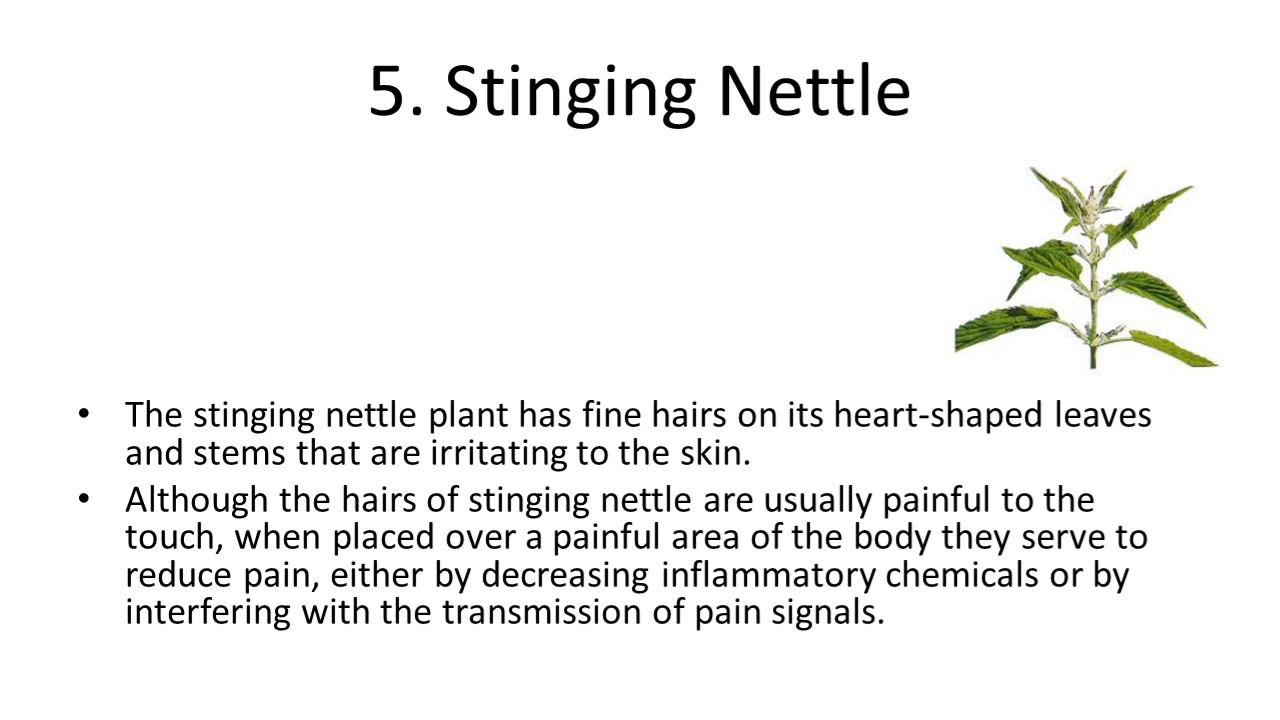 5. Stinging Nettle
• The stinging nettle plant has fine hairs on its heart-shaped leaves
and stems that are irritating to the skin.
• Although the hairs of stinging nettle are usually painful to the
touch, when placed over a painful area of the body they serve to
reduce pain, either by decreasing inflammatory chemicals or by
interfering with the transmission of pain signals.